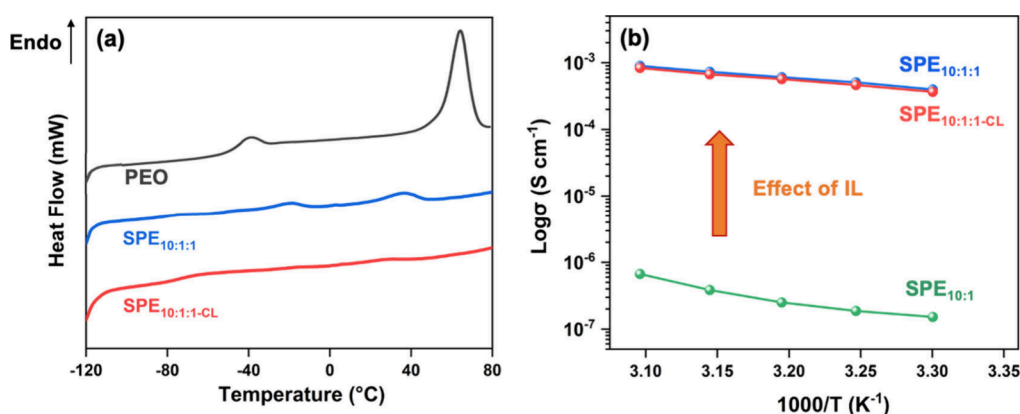 Endo
(a)
Heat Flow (mW)
PEO
SPE10:1:1
SPE10:1:1-CL
-120 -80 -40 0 40 80
Temperature (°C)
(b)
Logσ (S cm-1)
10-3
10-4
10-5
10-6
10-7
SPE10:1:1
SPE10:1:1-CL
Effect of IL
SPE10:1
3.10 3.15 3.20 3.25 3.30 3.35
1000/T (K-1)